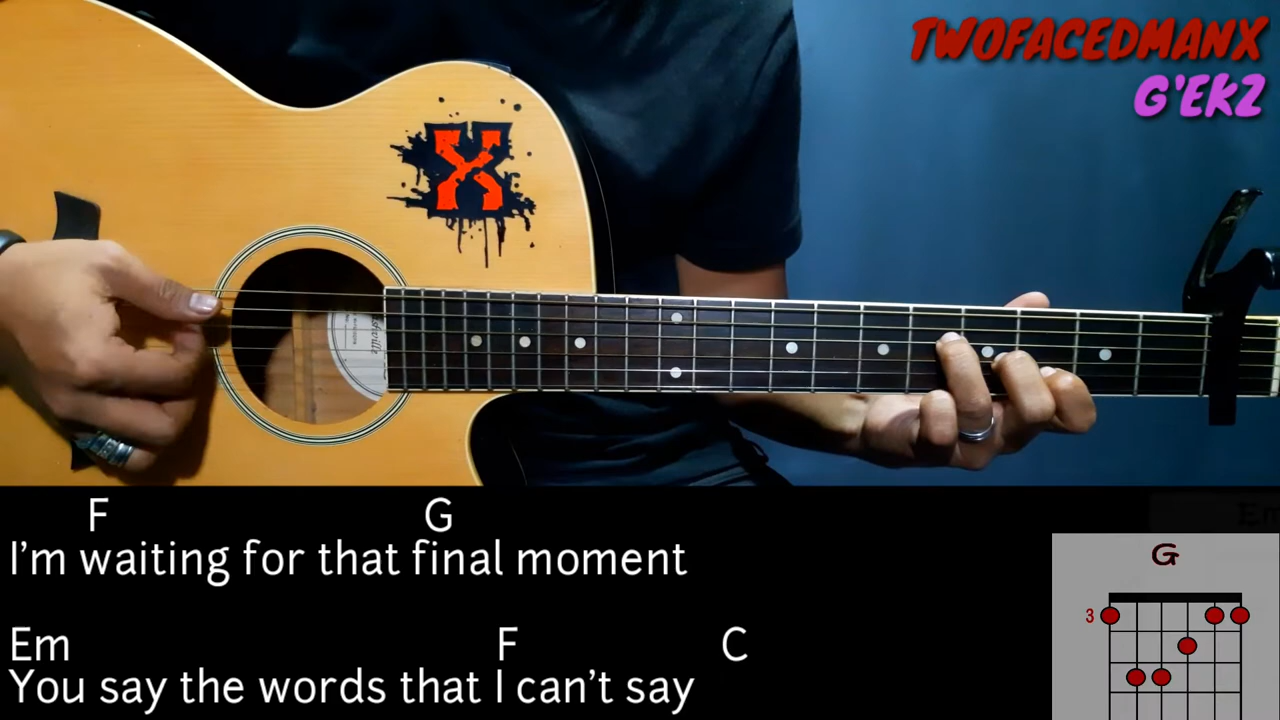 TWOFACEDMANX
G'EKZ
X
F G
I'm waiting for that final moment
Em F C
You say the words that I can't say
G
3